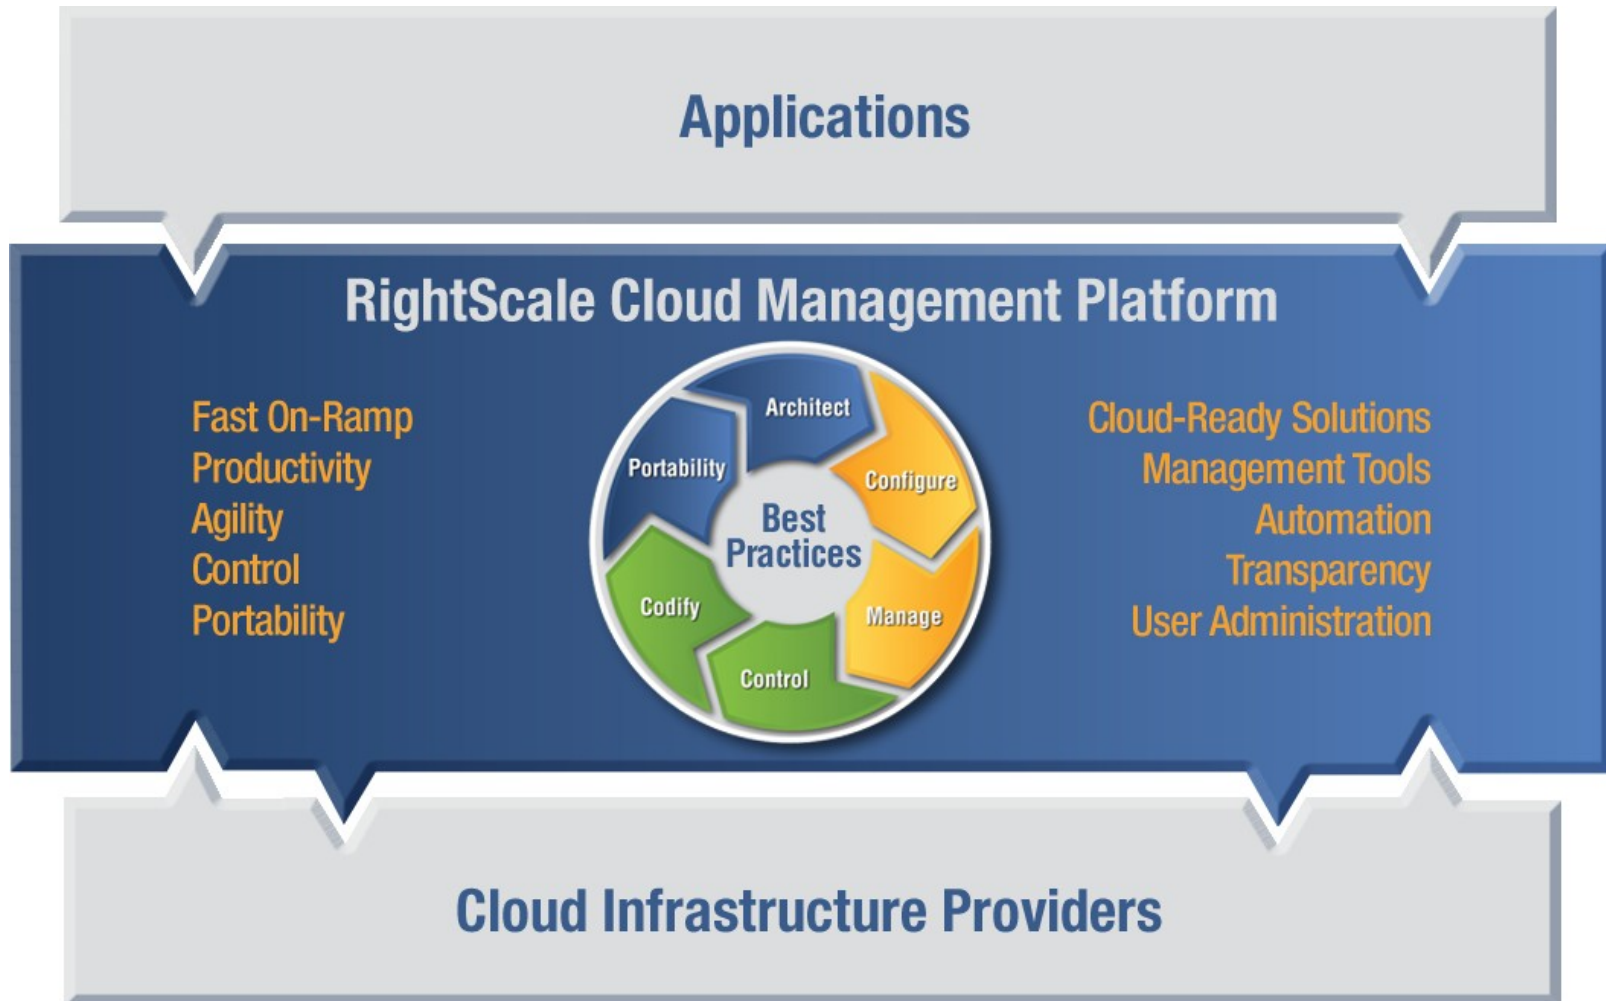 Applications
RightScale Cloud Management Platform
Fast On-Ramp
Productivity
Agility
Control
Portability
Architect
Configure
Manage
Control
Codify
Portability
Best
Practices
Cloud-Ready Solutions
Management Tools
Automation
Transparency
User Administration
Cloud Infrastructure Providers